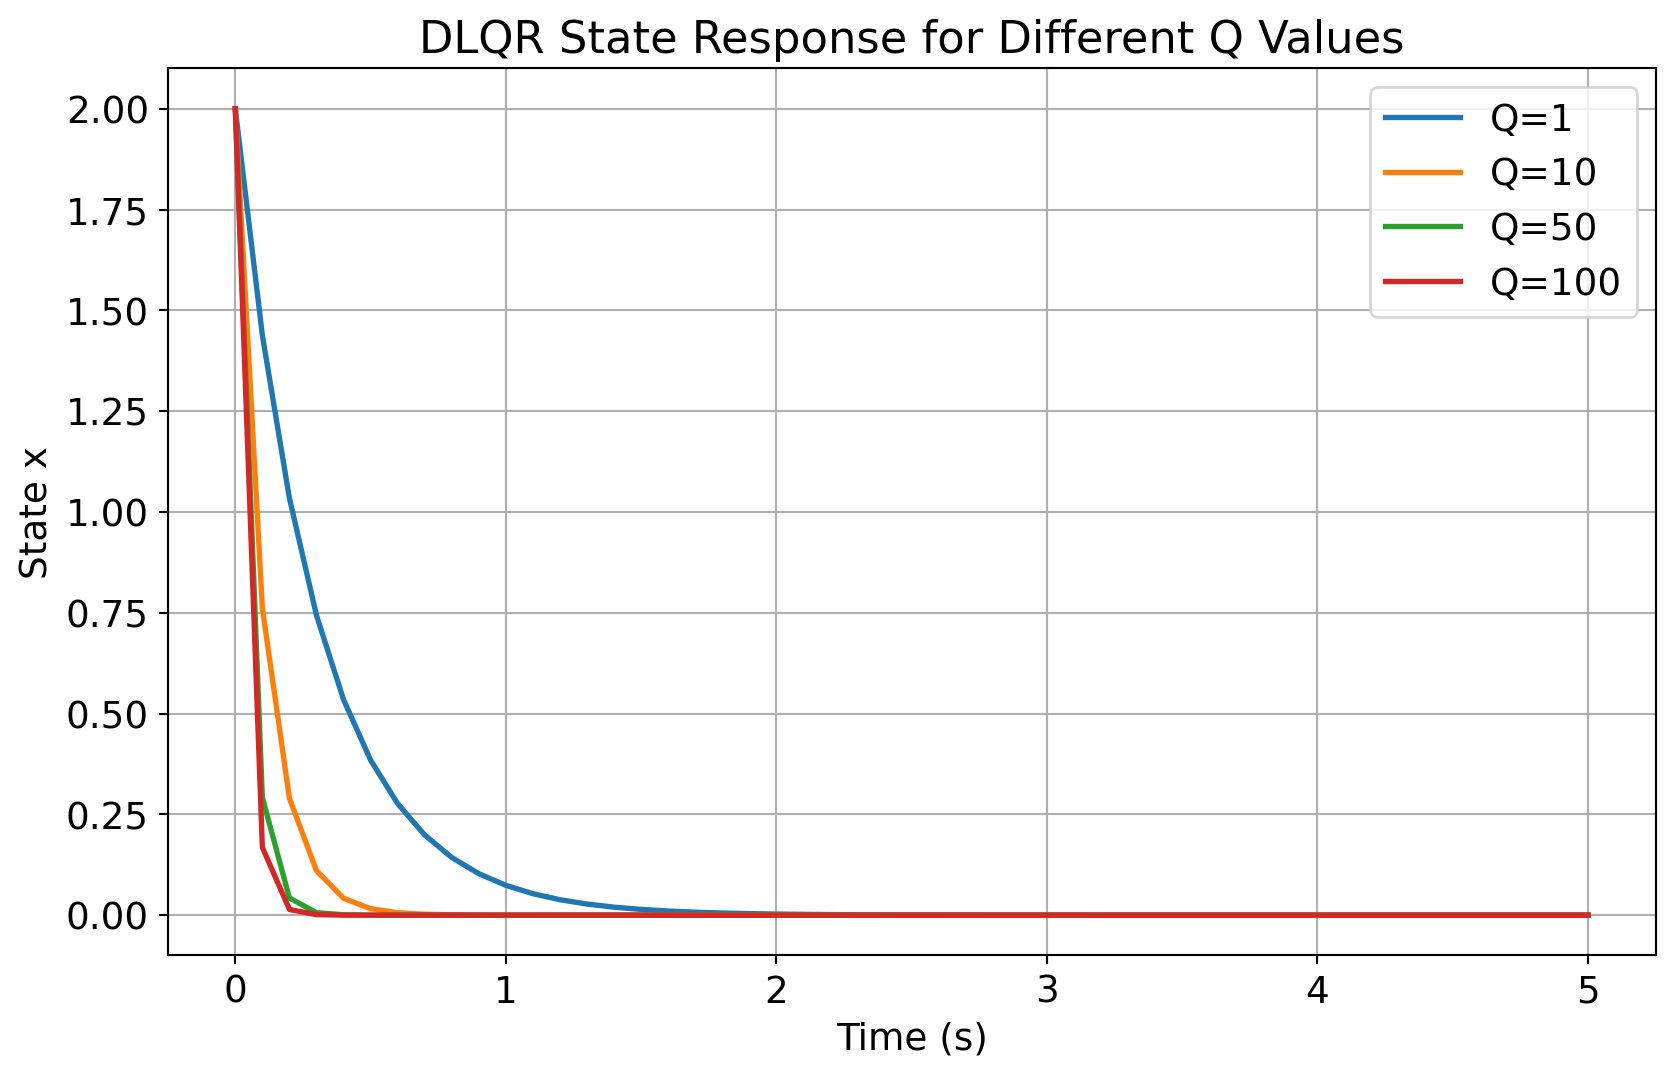 DLQR State Response for Different Q Values
Q=1
Q=10
Q=50
Q=100
State x
2.00
1.75
1.50
1.25
1.00
0.75
0.50
0.25
0.00
0 1 2 3 4 5
Time (s)